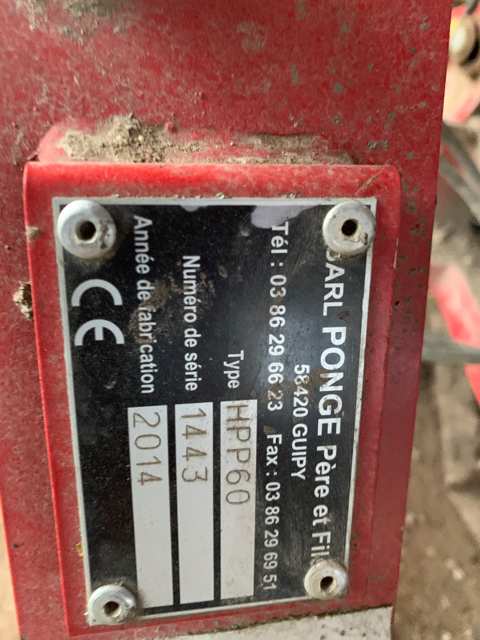 SARL PONGE Père et Fils
58420 GUIPY
Tél : 03 86 29 66 23 Fax : 03 86 29 69 51
Type HPP60
Numéro de série 1443
Année de fabrication 2014
CE